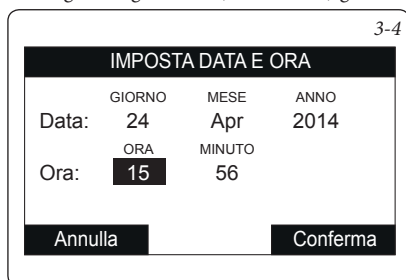 3-4
IMPOSTA DATA E ORA
GIORNO MESE ANNO
Data: 24 Apr 2014
ORA MINUTO
Ora: 15 56
Annulla Conferma